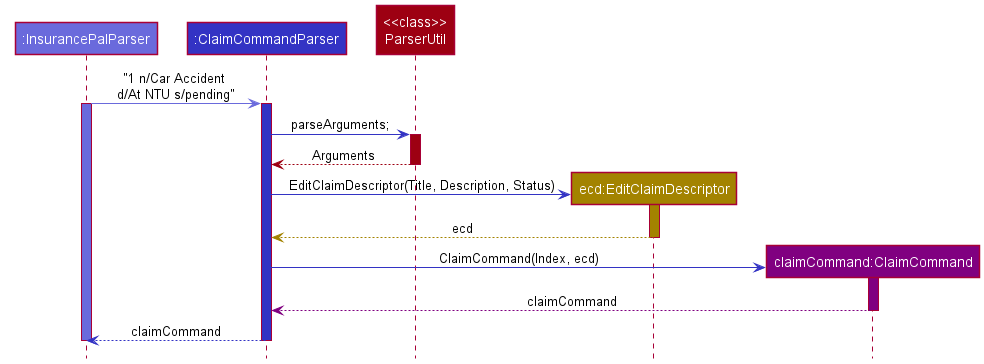 <<class>>
:InsurancePalParser
:ClaimCommandParser
ParserUtil
"1 n/Car Accident
d/At NTU s/pending"
parseArguments;
Arguments
EditClaimDescriptor(Title, Description, Status)
ecd:EditClaimDescriptor
ecd
ClaimCommand(Index, ecd)
claimCommand:ClaimCommand
claimCommand
claimCommand